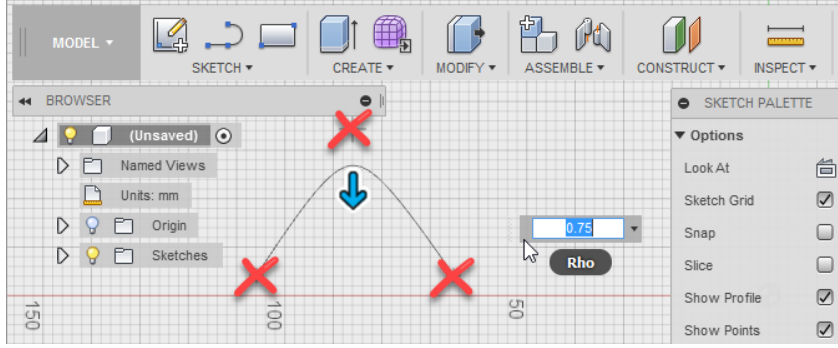 MODEL
SKETCH
CREATE
MODIFY
ASSEMBLE
CONSTRUCT
INSPECT
BROWSER
SKETCH PALETTE
(Unsaved)
Options
Named Views
Look At
Units: mm
Sketch Grid
Origin
0.75
Snap
Sketches
Rho
Slice
Show Profile
150
100
50
Show Points